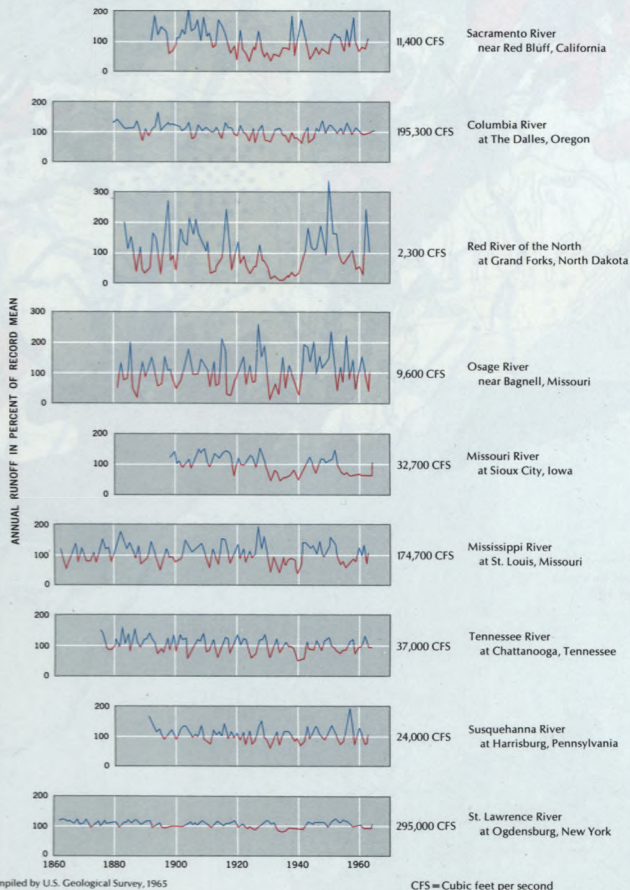 200
100
0
11,400 CFS
Sacramento River
near Red Bluff, California
200
100
0
195,300 CFS
Columbia River
at The Dalles, Oregon
300
200
100
0
2,300 CFS
Red River of the North
at Grand Forks, North Dakota
ANNUAL RUNOFF IN PERCENT OF RECORD MEAN
300
200
100
0
9,600 CFS
Osage River
near Bagnell, Missouri
200
100
0
32,700 CFS
Missouri River
at Sioux City, Iowa
200
100
0
174,700 CFS
Mississippi River
at St. Louis, Missouri
200
100
0
37,000 CFS
Tennessee River
at Chattanooga, Tennessee
200
100
0
24,000 CFS
Susquehanna River
at Harrisburg, Pennsylvania
200
100
0
295,000 CFS
St. Lawrence River
at Ogdensburg, New York
1860 1880 1900 1920 1940 1960
mpiled by U.S. Geological Survey, 1965
CFS=Cubic feet per second